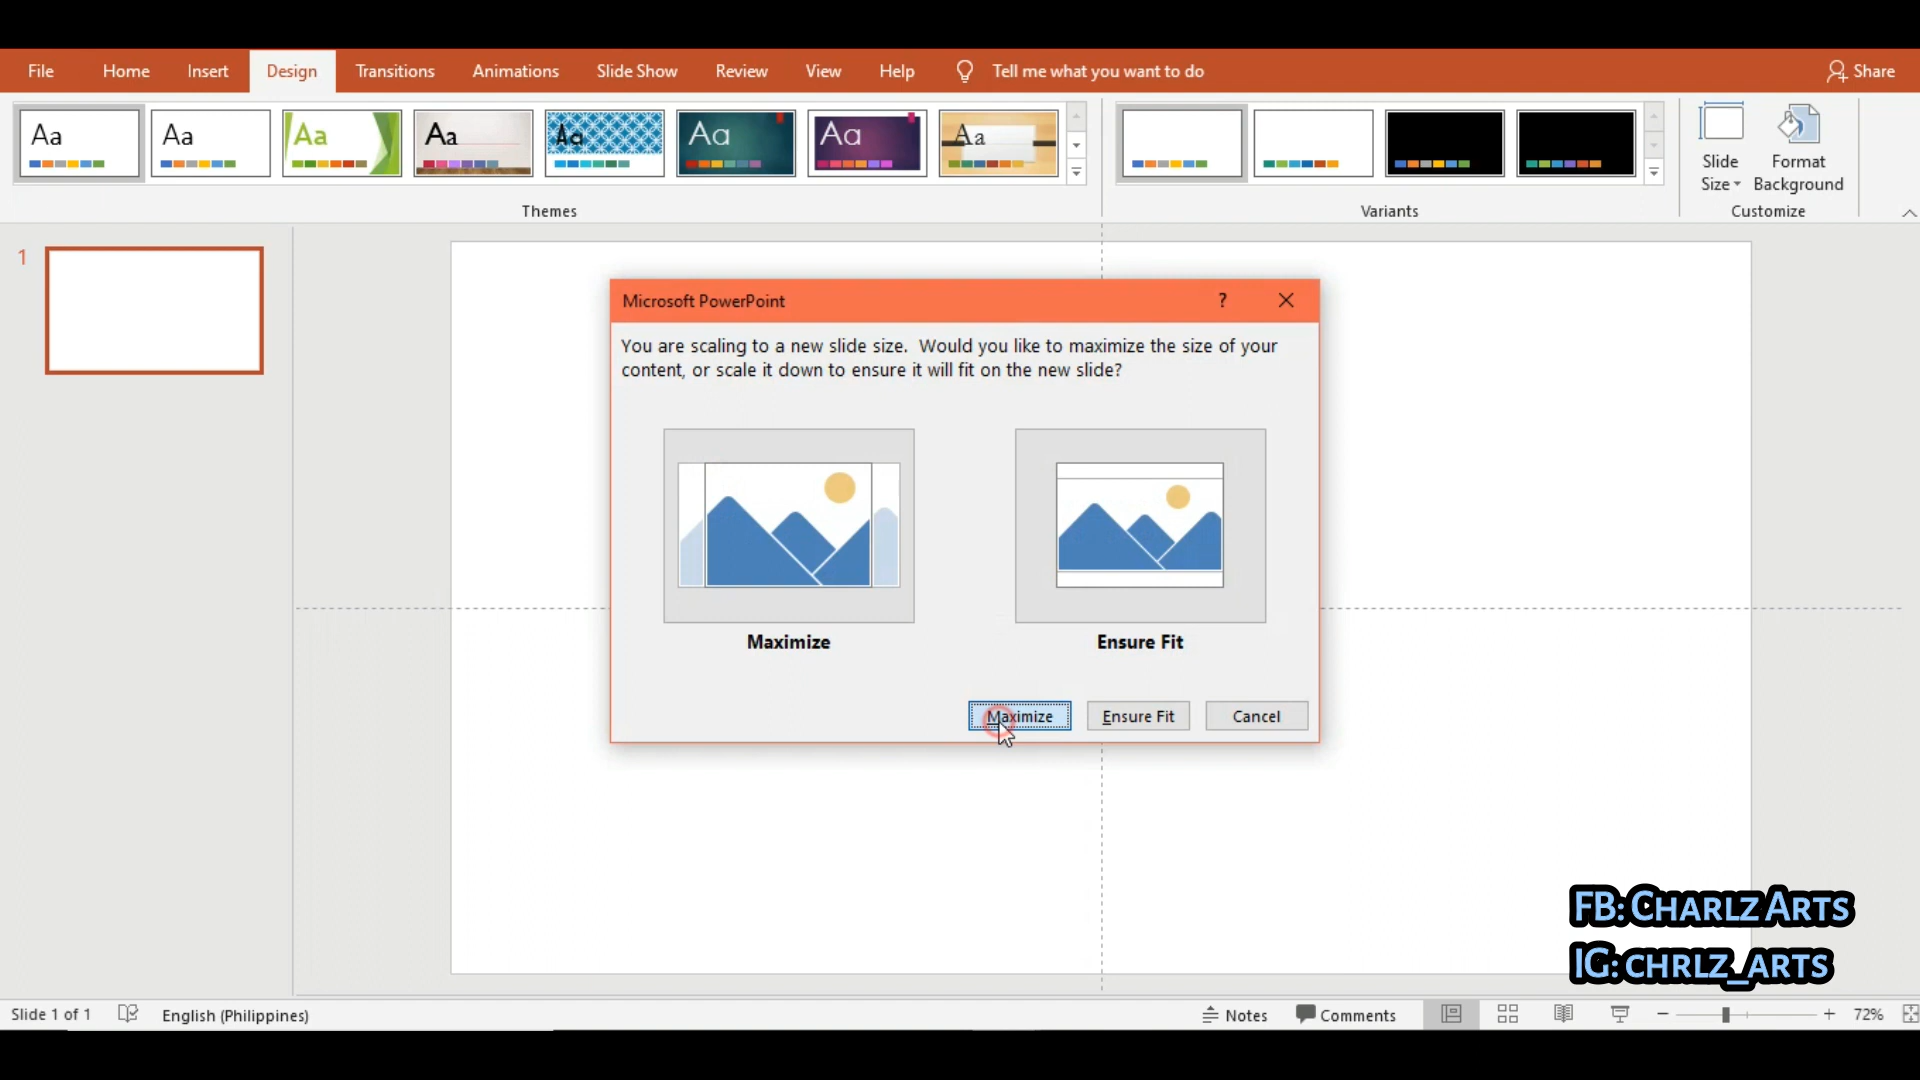 File Home Insert Design Transitions Animations Slide Show Review View Help Tell me what you want to do Share
Aa Aa Aa Aa Aa Aa Aa Aa
Slide
Size
Format
Background
Themes Variants Customize
1
Microsoft PowerPoint ?
You are scaling to a new slide size. Would you like to maximize the size of your
content, or scale it down to ensure it will fit on the new slide?
Maximize Ensure Fit
Maximize Ensure Fit Cancel
FB: CHARLZ ARTS
IG: CHRLZ_ARTS
Slide 1 of 1 English (Philippines) Notes Comments 72%